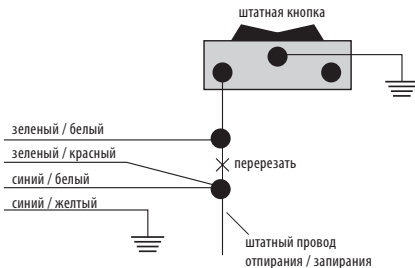 штатная кнопка
зеленый / белый
зеленый / красный
перерезать
синий / белый
синий / желтый
штатный провод
отпирания / запирания